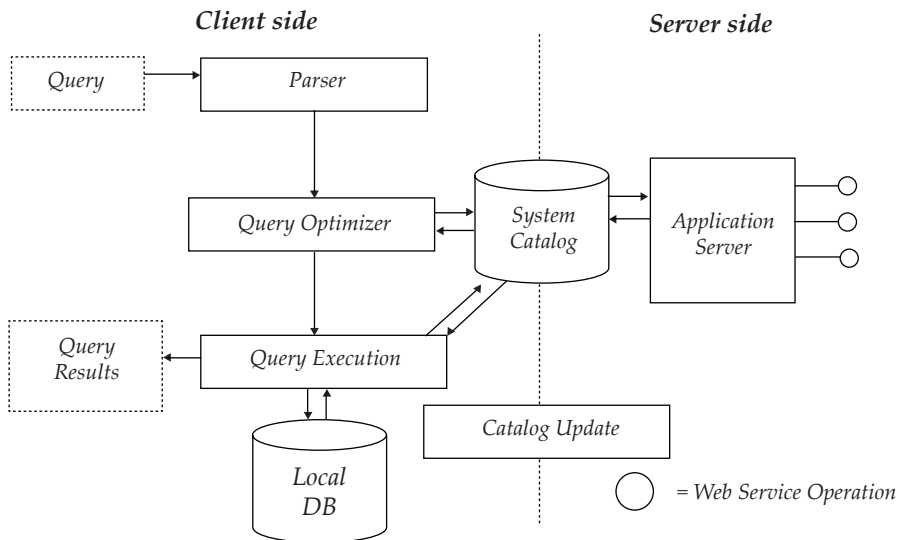 Client side
Server side
Query
Parser
Query Optimizer
System
Catalog
Application
Server
Query
Results
Query Execution
Catalog Update
Local
DB
= Web Service Operation